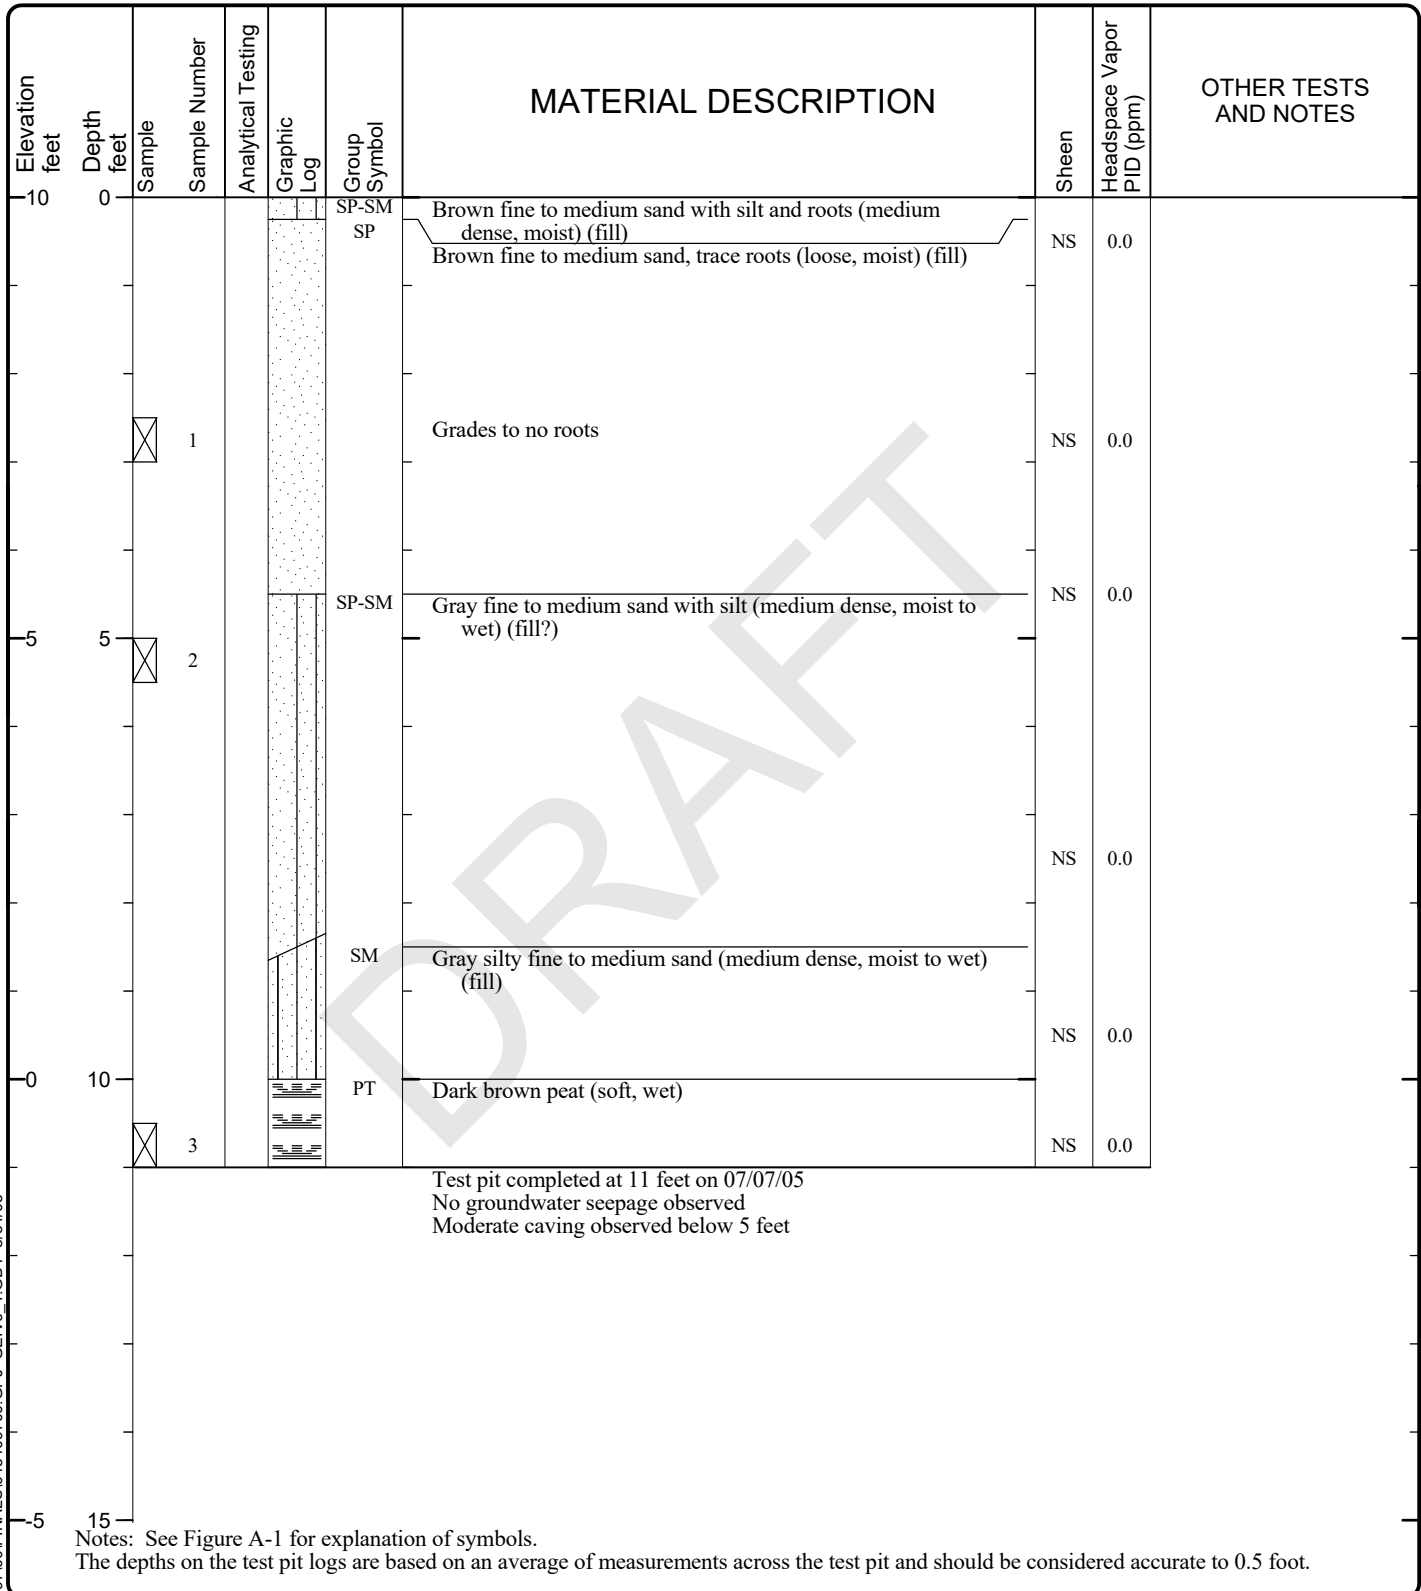 Elevation
feet
Depth
feet
Sample
Sample Number
Analytical Testing
Graphic
Log
Group
Symbol
MATERIAL DESCRIPTION
Sheen
Headspace Vapor
PID (ppm)
OTHER TESTS
AND NOTES
10 0
SP-SM Brown fine to medium sand with silt and roots (medium
dense, moist) (fill)
SP NS 0.0
Brown fine to medium sand, trace roots (loose, moist) (fill)
1 Grades to no roots NS 0.0
SP-SM Gray fine to medium sand with silt (medium dense, moist to NS 0.0
wet) (fill?)
5 5
2
NS 0.0
SM Gray silty fine to medium sand (medium dense, moist to wet)
(fill)
NS 0.0
0 10
PT Dark brown peat (soft, wet)
3 NS 0.0
Test pit completed at 11 feet on 07/07/05
No groundwater seepage observed
Moderate caving observed below 5 feet
-5 15
Notes: See Figure A-1 for explanation of symbols.
The depths on the test pit logs are based on an average of measurements across the test pit and should be considered accurate to 0.5 foot.
DRAFT